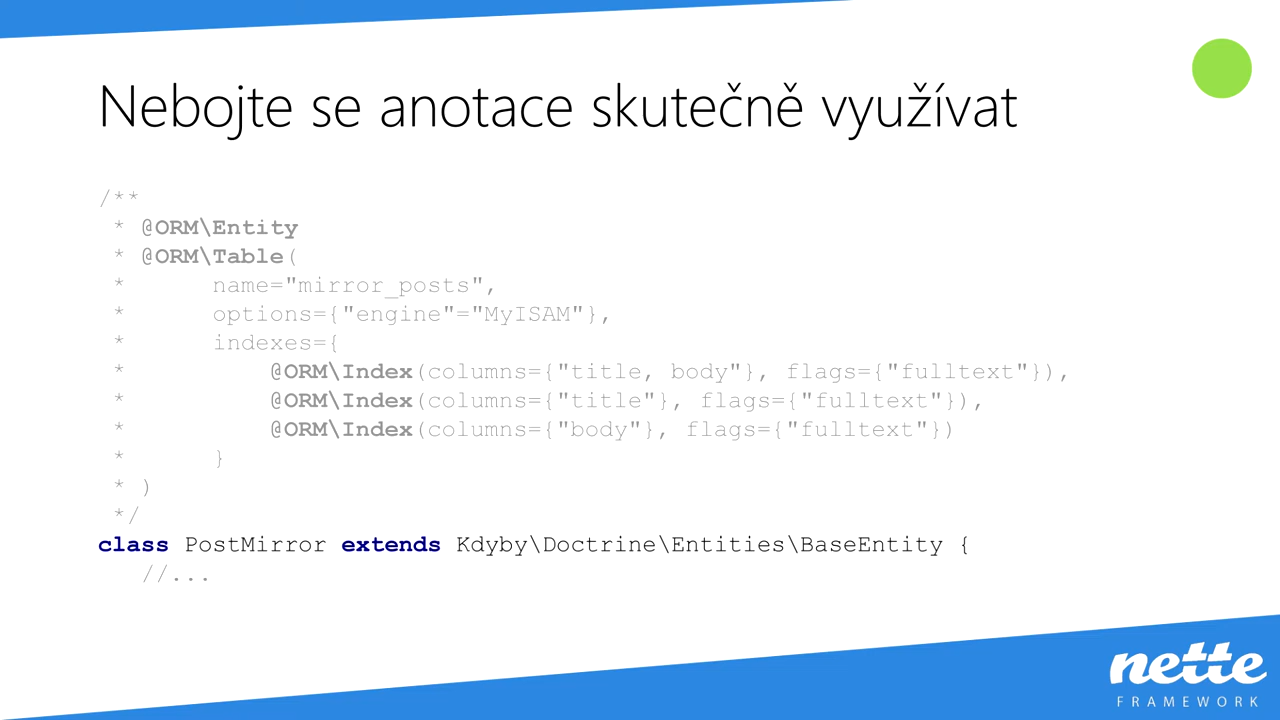 Nebojte se anotace skutečně využívat
/**
 * @ORM\Entity
 * @ORM\Table(
 *      name="mirror_posts",
 *      options={"engine"="MyISAM"},
 *      indexes={
 *          @ORM\Index(columns={"title, body"}, flags={"fulltext"}),
 *          @ORM\Index(columns={"title"}, flags={"fulltext"}),
 *          @ORM\Index(columns={"body"}, flags={"fulltext"})
 *      }
 * )
 */
class PostMirror extends Kdyby\Doctrine\Entities\BaseEntity {
   //...
nette
FRAMEWORK